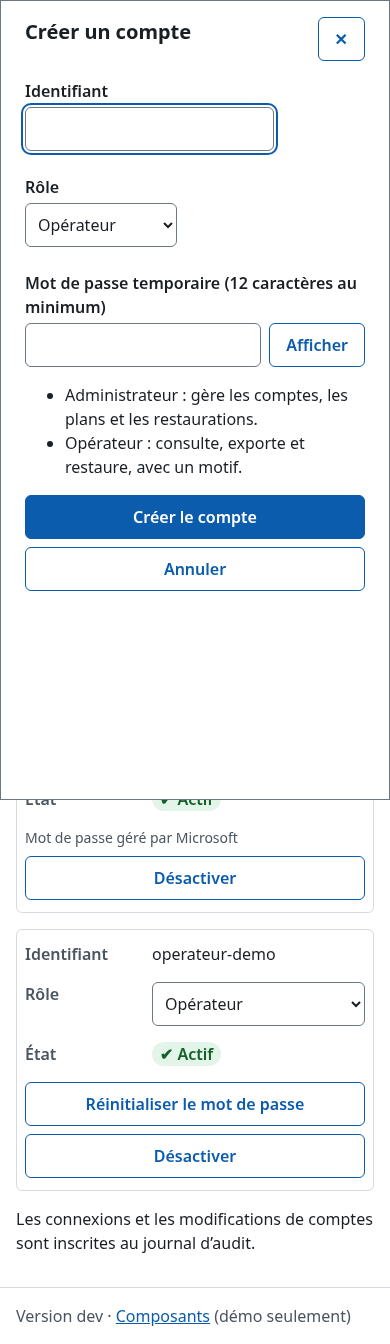 Créer un compte
✕
Identifiant
Rôle
Opérateur
Mot de passe temporaire (12 caractères au
minimum)
Afficher
• Administrateur : gère les comptes, les
plans et les restaurations.
• Opérateur : consulte, exporte et
restaure, avec un motif.
Créer le compte
Annuler
État ✔ Actif
Mot de passe géré par Microsoft
Désactiver
Identifiant operateur-demo
Rôle Opérateur
État ✔ Actif
Réinitialiser le mot de passe
Désactiver
Les connexions et les modifications de comptes
sont inscrites au journal d’audit.
Version dev · Composants (démo seulement)